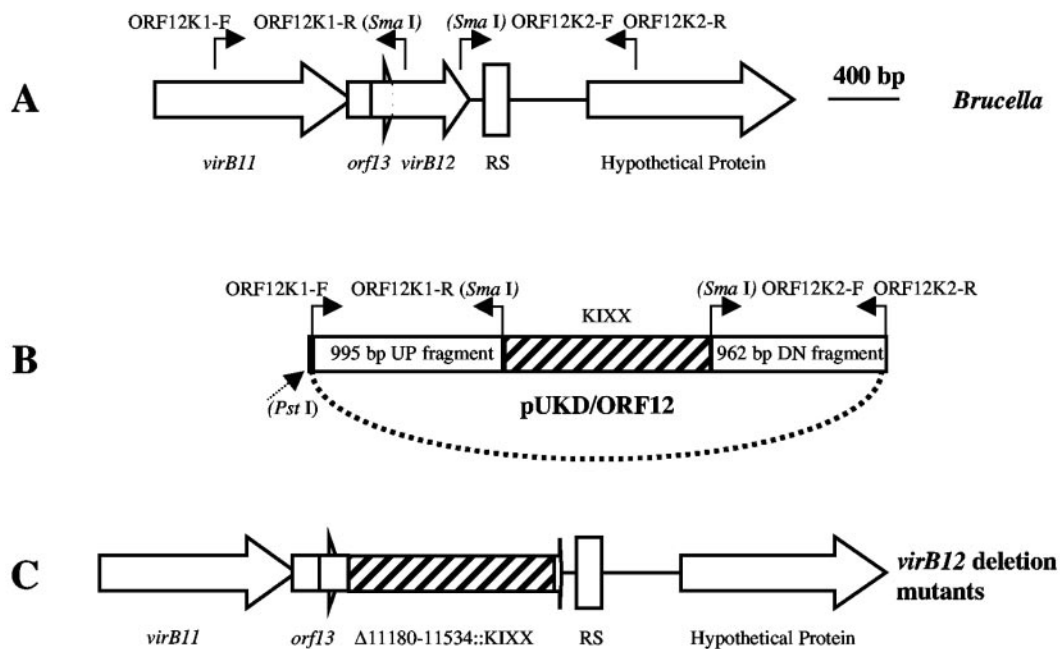 ORF12K1-F ORF12K1-R (Sma I) (Sma I) ORF12K2-F ORF12K2-R
A
400 bp
Brucella
virB11 orf13 virB12 RS Hypothetical Protein
ORF12K1-F ORF12K1-R (Sma I) (Sma I) ORF12K2-F ORF12K2-R
KIXX
B
995 bp UP fragment 962 bp DN fragment
(Pst I)
pUKD/ORF12
C
virB12 deletion
mutants
virB11 orf13 Δ11180-11534::KIXX RS Hypothetical Protein